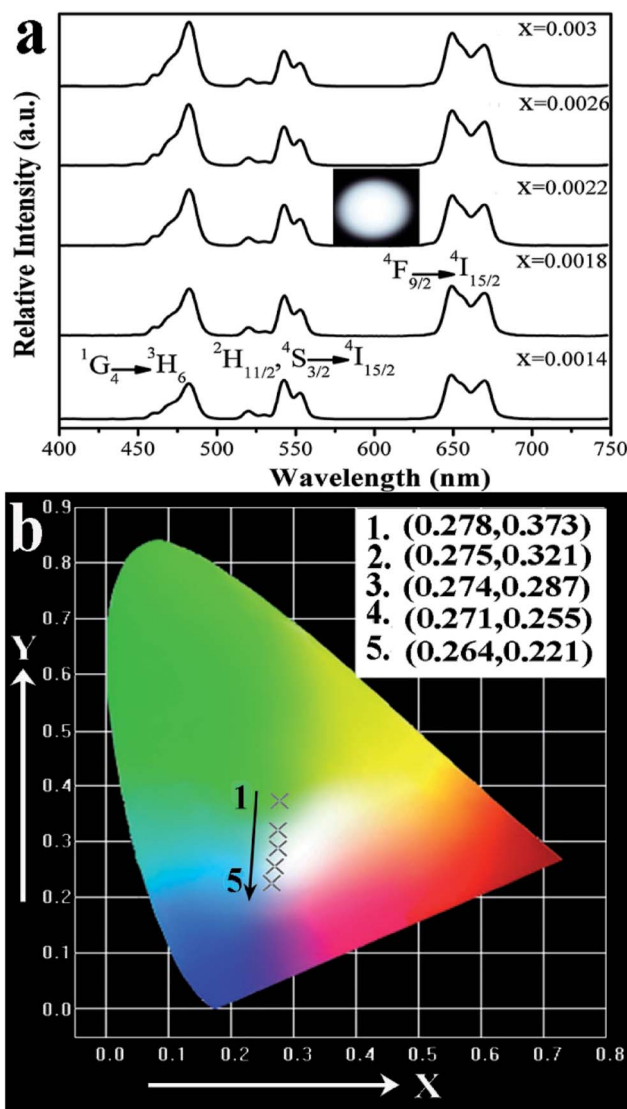 a
Relative Intensity (a.u.)
x=0.003
x=0.0026
x=0.0022
⁴F₉/₂→⁴I₁₅/₂
x=0.0018
¹G₄→³H₆ ²H₁₁/₂, ⁴S₃/₂→⁴I₁₅/₂
x=0.0014
400 450 500 550 600 650 700 750
Wavelength (nm)
b
1. (0.278,0.373)
2. (0.275,0.321)
3. (0.274,0.287)
4. (0.271,0.255)
5. (0.264,0.221)
Y
0.9
0.8
0.7
0.6
0.5
0.4
0.3
0.2
0.1
0.0
1
5
0.0 0.1 0.2 0.3 0.4 0.5 0.6 0.7 0.8
X